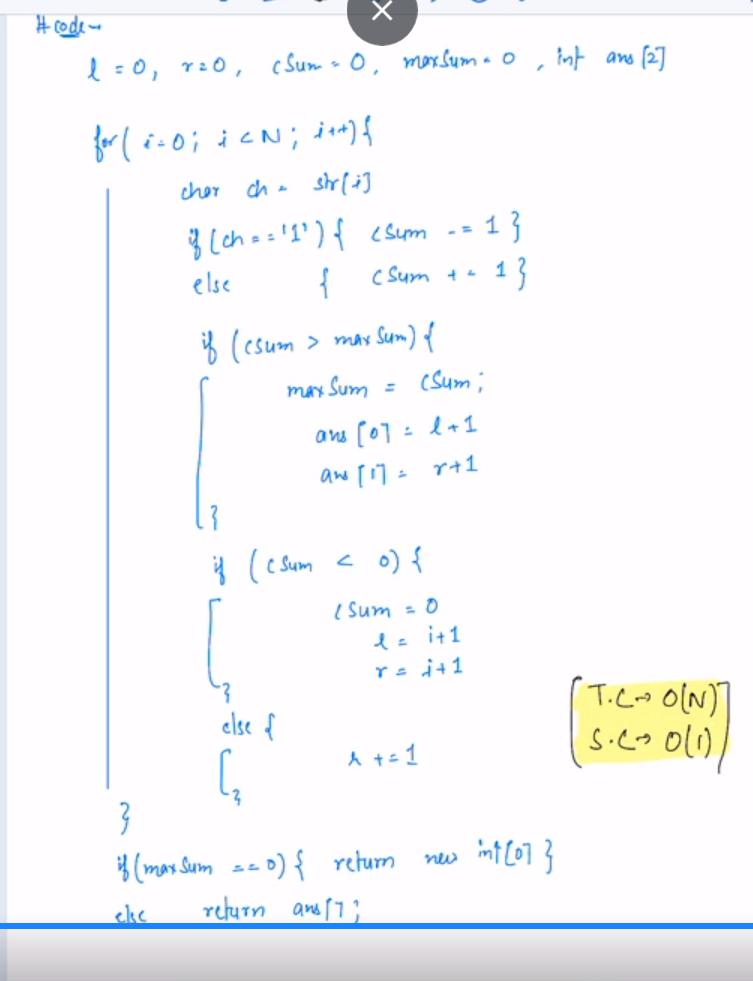 # code→
l = 0, r = 0, cSum = 0, maxSum = 0, int ans [2]
for( i=0; i<N; i++){
char ch = str[i]
if (ch == '1') { cSum -= 1 }
else { cSum += 1 }
if (csum > maxSum) {
maxSum = cSum;
ans [0] = l+1
ans [1] = r+1
}
if (cSum < 0) {
cSum = 0
l = i+1
r = i+1
}
else {
r += 1
}
T.C→ O(N)
S.C→ O(1)
}
if (maxSum == 0) { return new int[0] }
else return ans[];